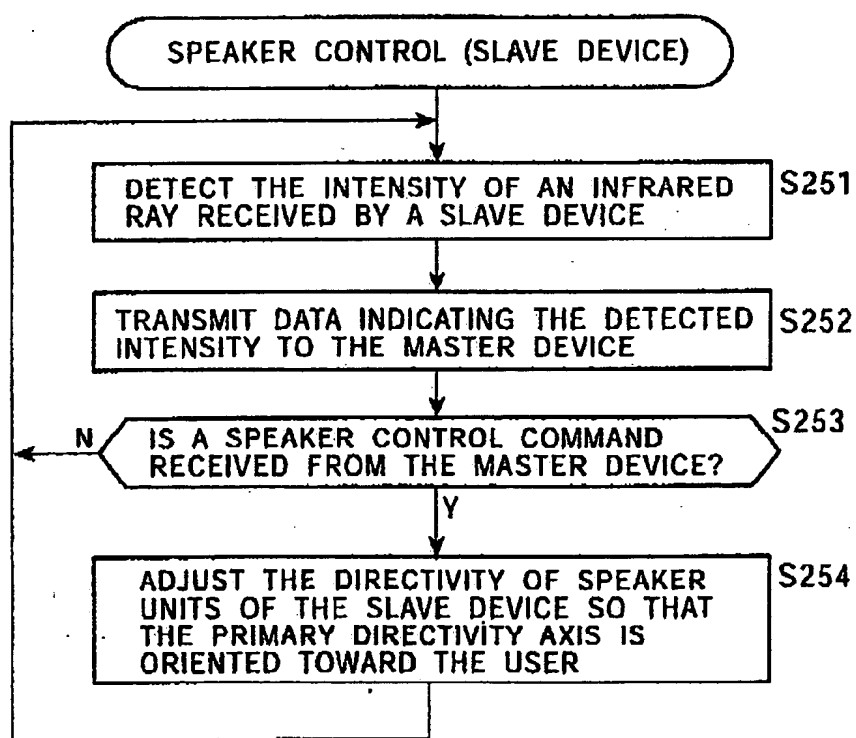 SPEAKER CONTROL (SLAVE DEVICE)
DETECT THE INTENSITY OF AN INFRARED
RAY RECEIVED BY A SLAVE DEVICE
S251
TRANSMIT DATA INDICATING THE DETECTED
INTENSITY TO THE MASTER DEVICE
S252
IS A SPEAKER CONTROL COMMAND
RECEIVED FROM THE MASTER DEVICE?
S253
N
Y
ADJUST THE DIRECTIVITY OF SPEAKER
UNITS OF THE SLAVE DEVICE SO THAT
THE PRIMARY DIRECTIVITY AXIS IS
ORIENTED TOWARD THE USER
S254